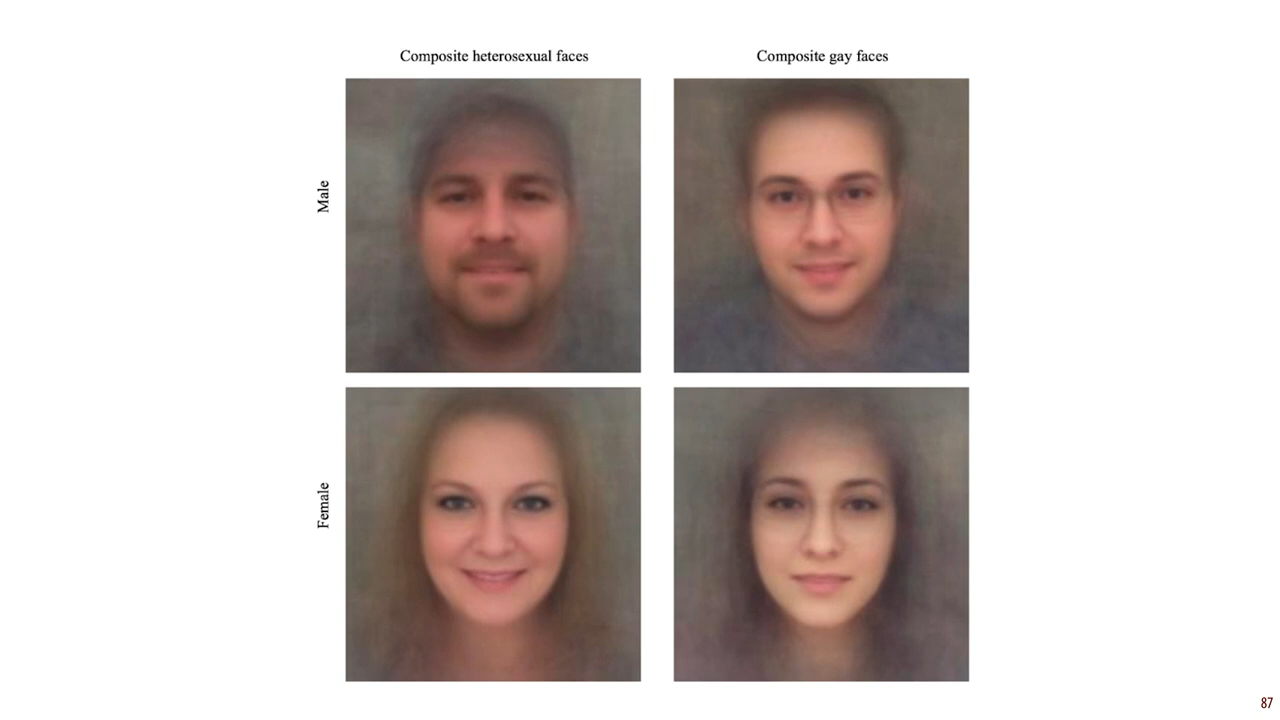 Composite heterosexual faces
Composite gay faces
Male
Female
87